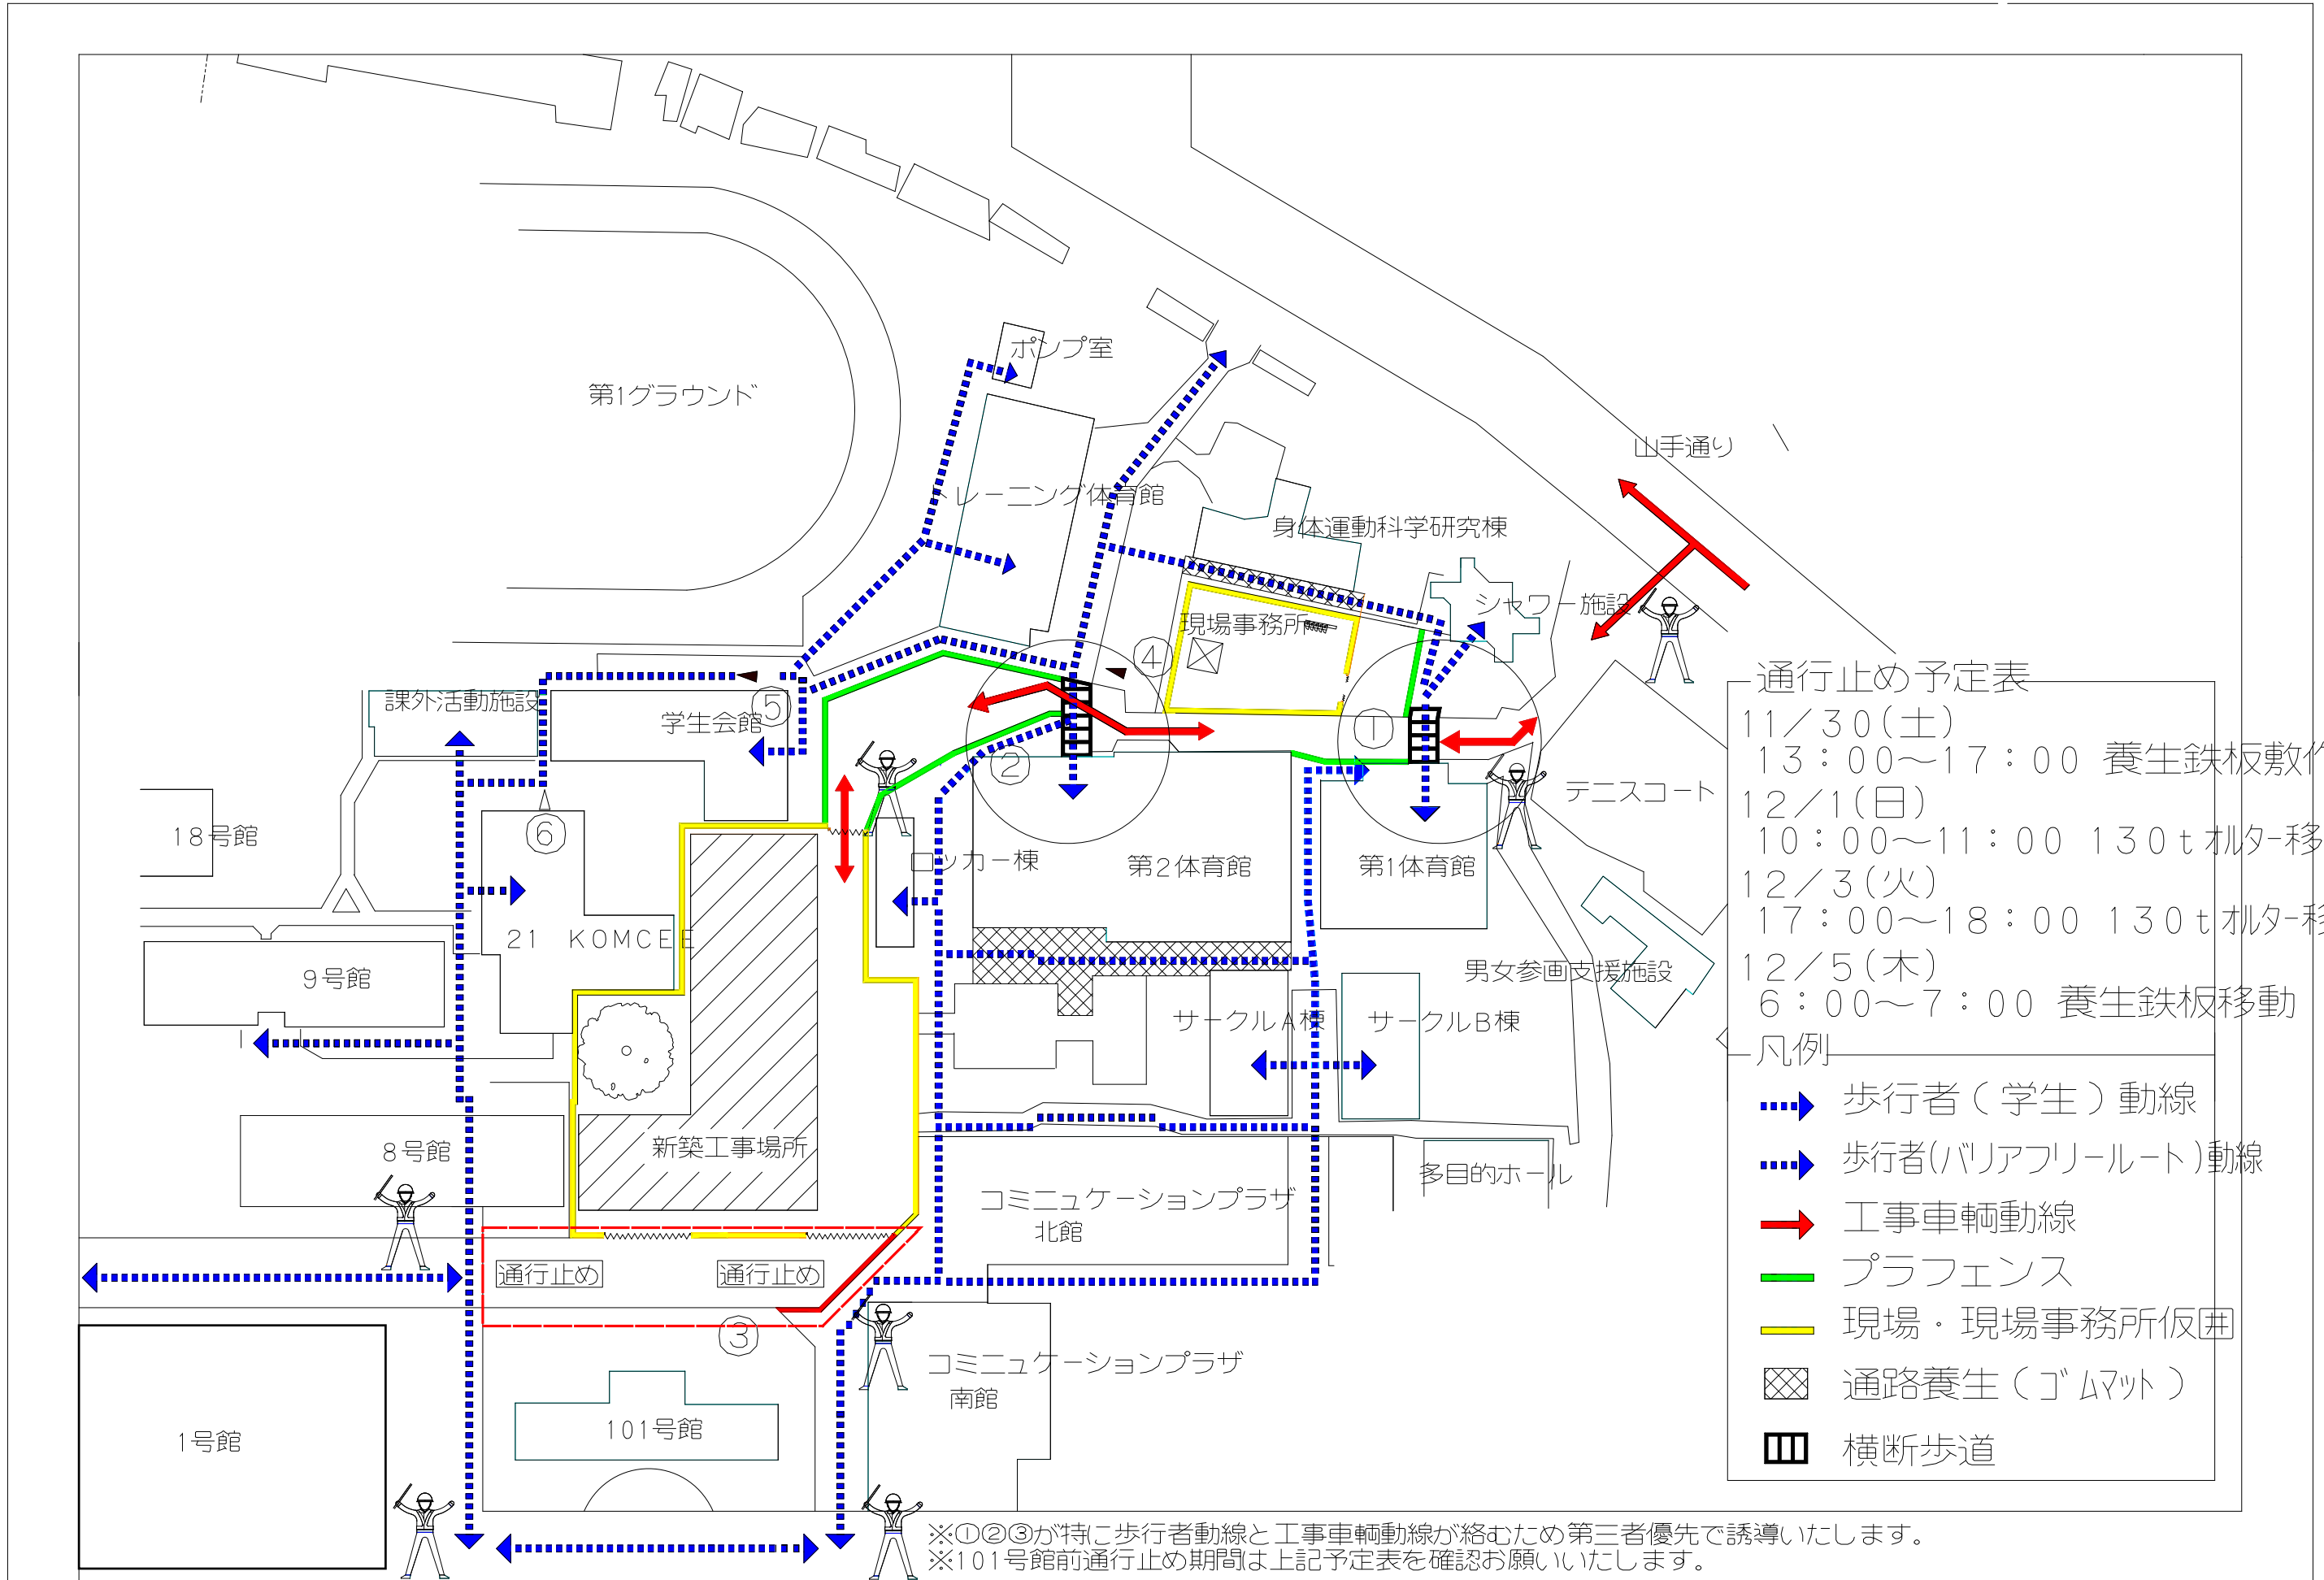 ポンプ室
第1グラウンド
山手通り
トレーニング体育館
身体運動科学研究棟
シャワー施設
現場事務所
④
通行止め予定表
課外活動施設
学生会館
⑤
11／30(土)
①
13：00～17：00 養生鉄板敷
②
テニスコート
12／1(日)
18号館
⑥
ロッカー棟
第2体育館
第1体育館
10：00～11：00 130tｵﾙﾀｰ移
12／3(火)
17：00～18：00 130tｵﾙﾀｰ移
21 KOMCEE
9号館
男女参画支援施設
12／5(木)
6：00～7：00 養生鉄板移動
サークルA棟
サークルB棟
凡例
歩行者（学生）動線
8号館
新築工事場所
多目的ホール
歩行者(バリアフリールート)動線
コミニュケーションプラザ
北館
工事車輌動線
通行止め
通行止め
プラフェンス
③
現場・現場事務所仮囲
コミニュケーションプラザ
南館
通路養生（ｺﾞﾑﾏｯﾄ）
1号館
101号館
横断歩道
※①②③が特に歩行者動線と工事車輌動線が絡むため第三者優先で誘導いたします。
※101号館前通行止め期間は上記予定表を確認お願いいたします。